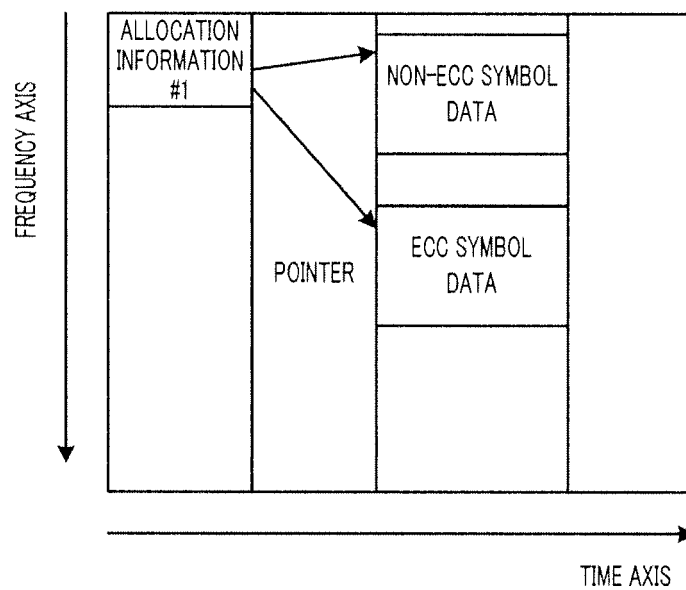 ALLOCATION
INFORMATION
#1
NON-ECC SYMBOL
DATA
FREQUENCY AXIS
POINTER
ECC SYMBOL
DATA
TIME AXIS